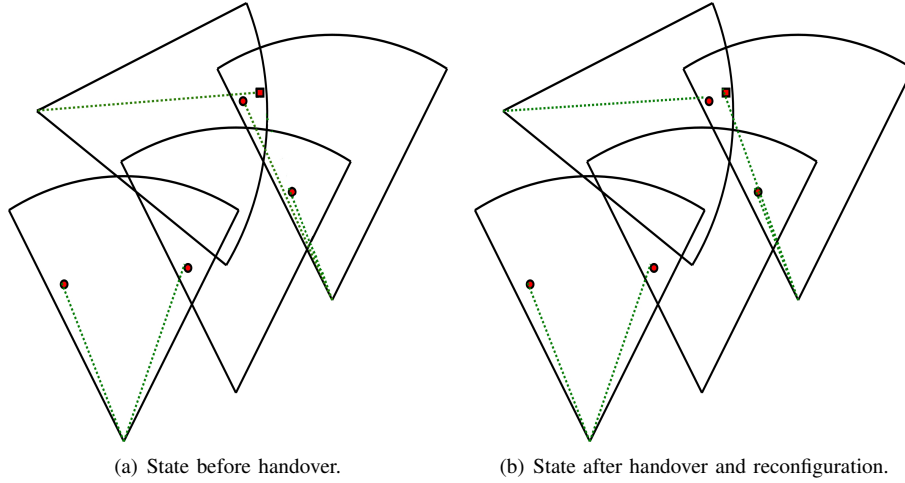 (a) State before handover.
(b) State after handover and reconfiguration.